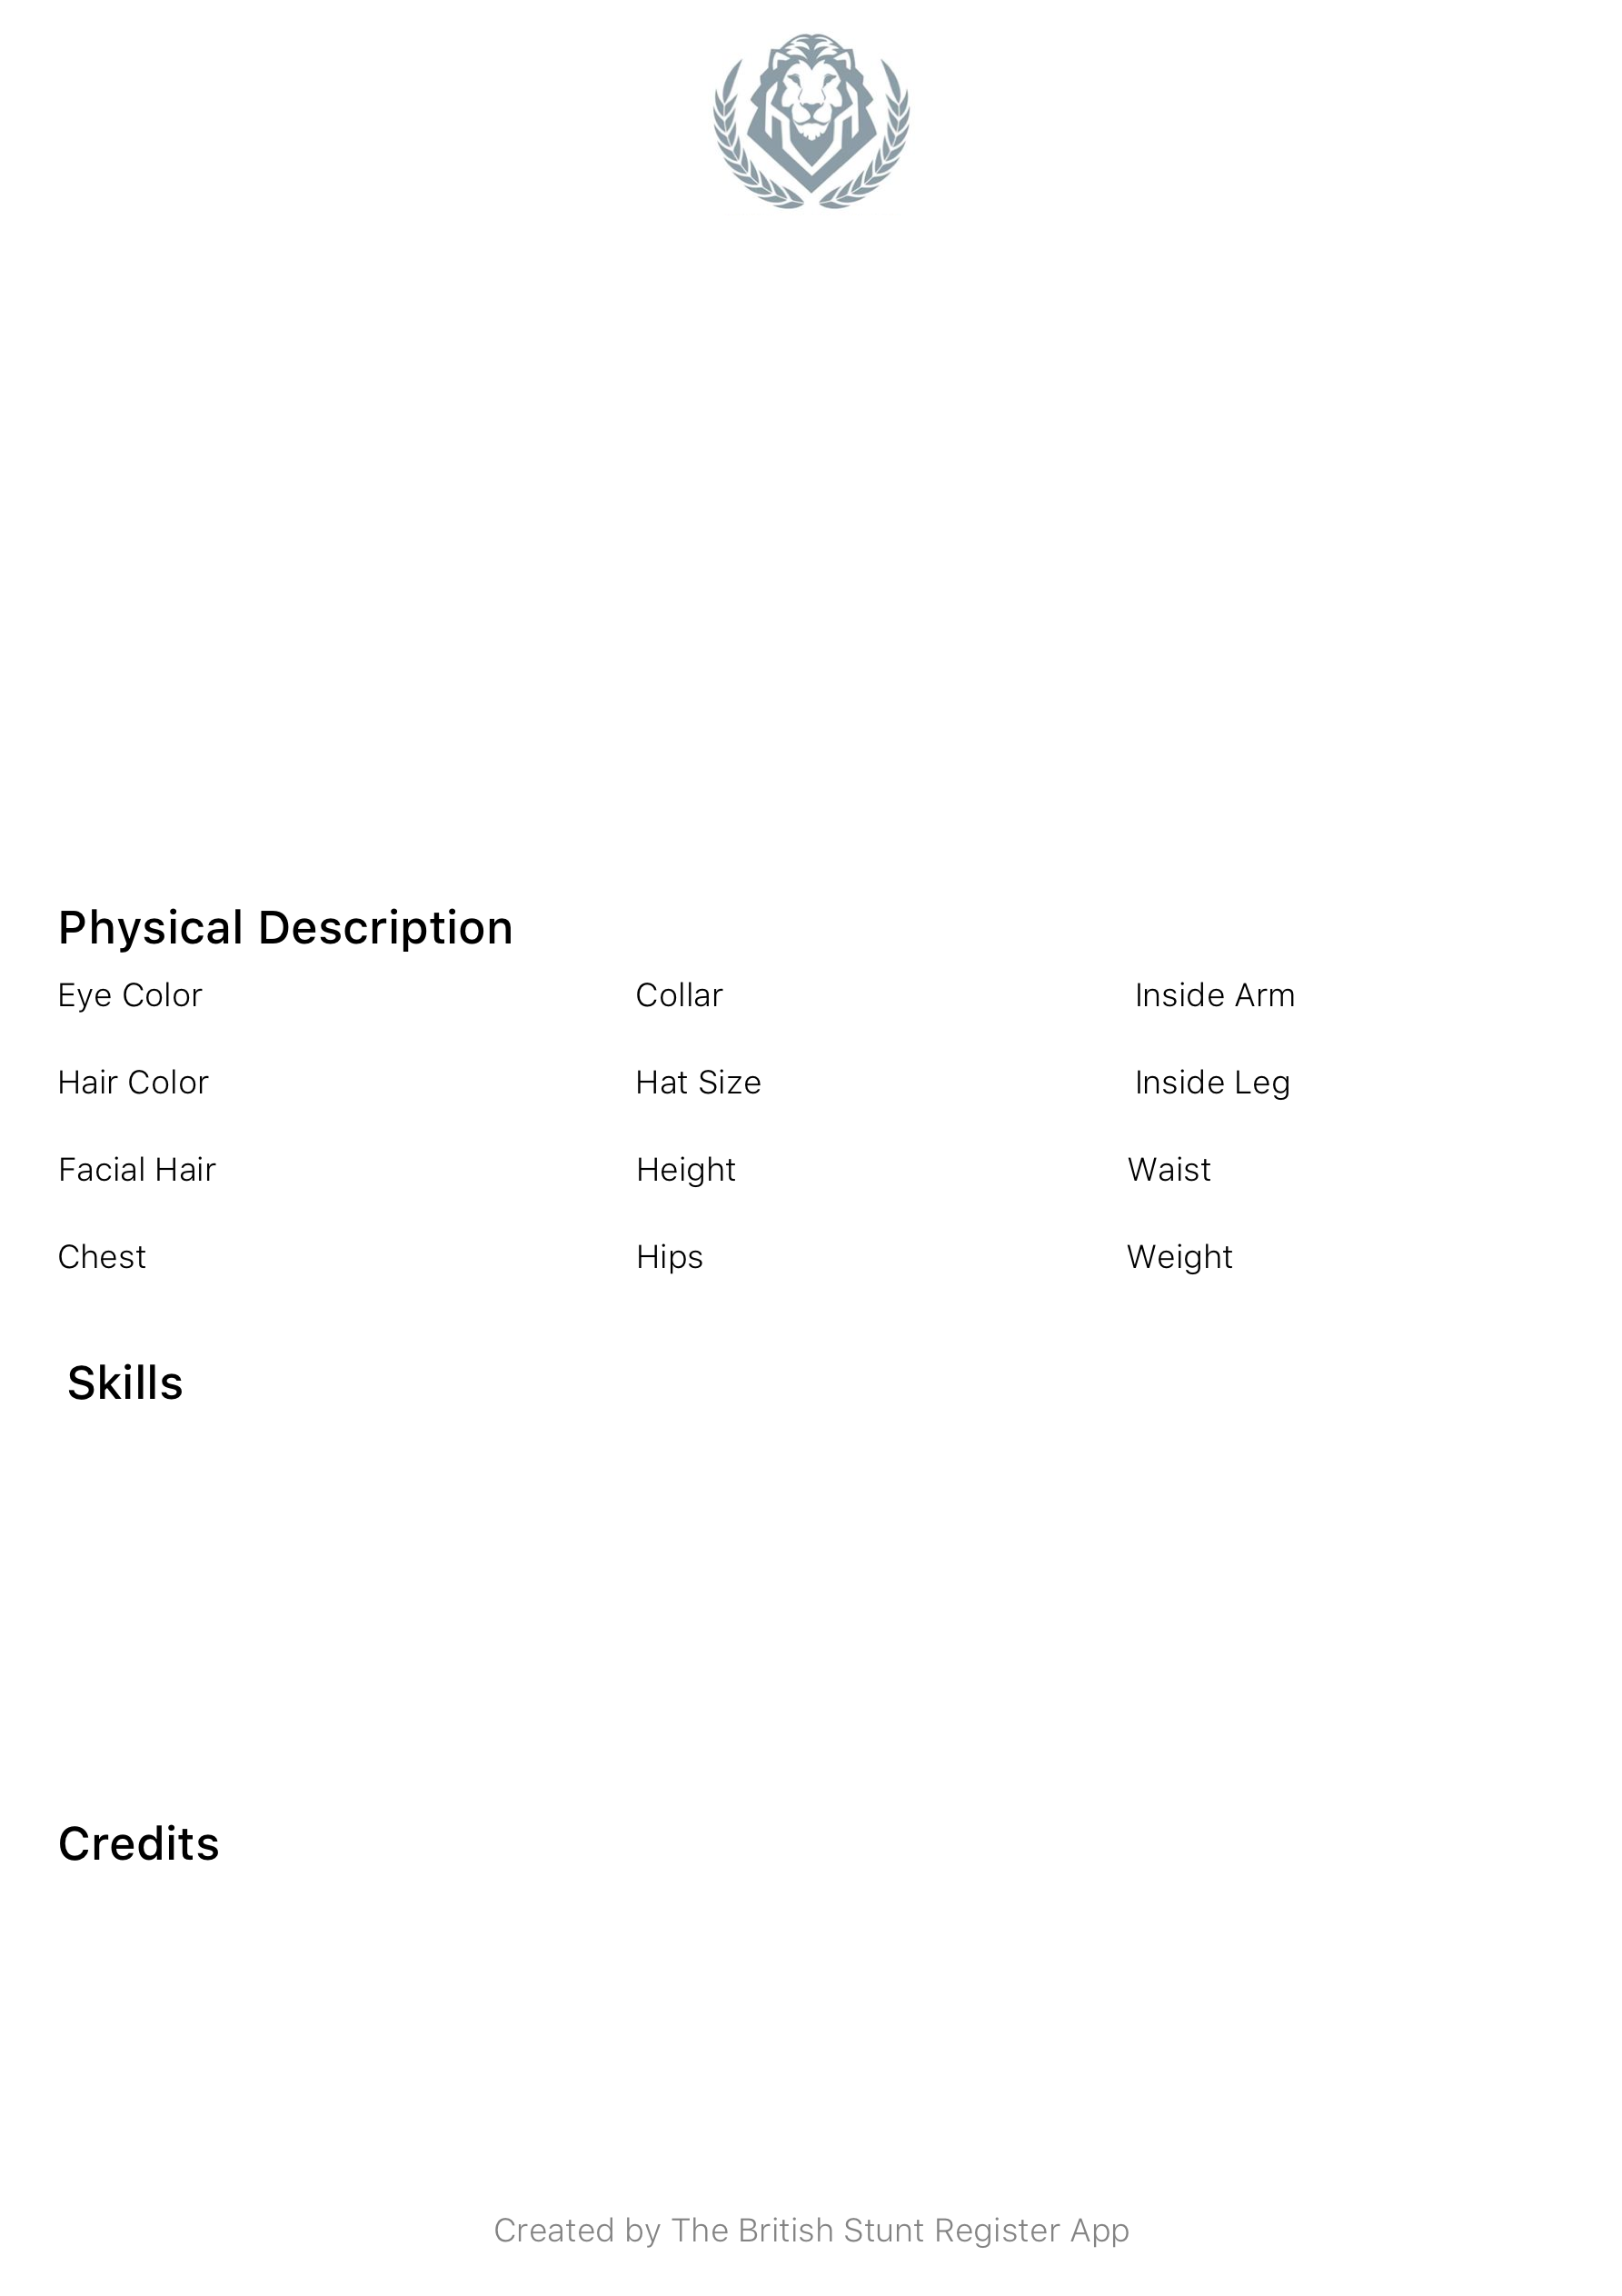 Physical Description
Eye Color Collar Inside Arm
Hair Color Hat Size Inside Leg
Facial Hair Height Waist
Chest Hips Weight
Skills
Credits
Created by The British Stunt Register App